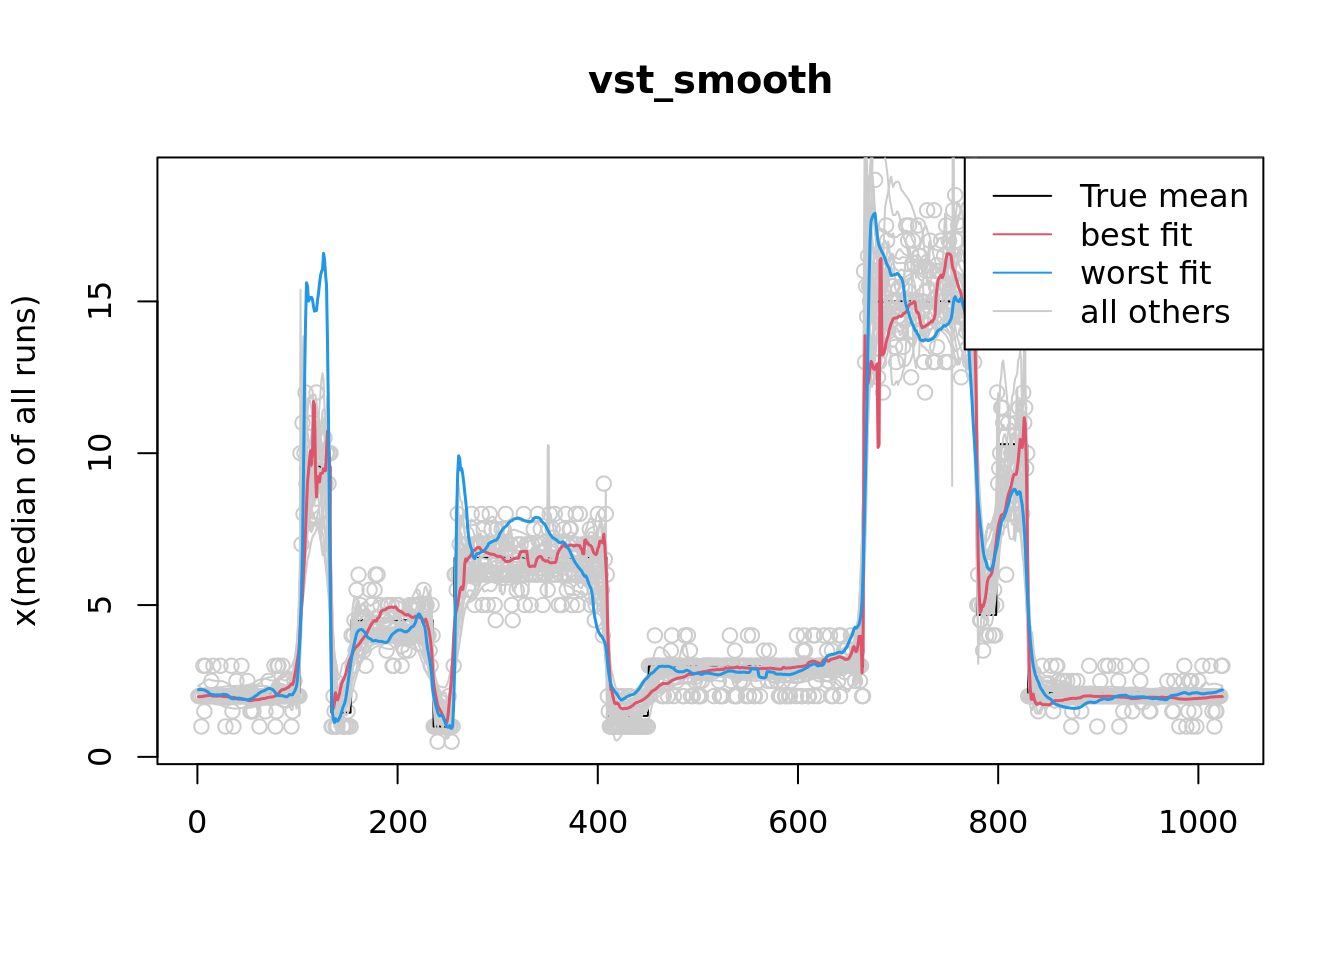 vst_smooth
x(median of all runs)
15
10
5
0
True mean
best fit
worst fit
all others
0 200 400 600 800 1000